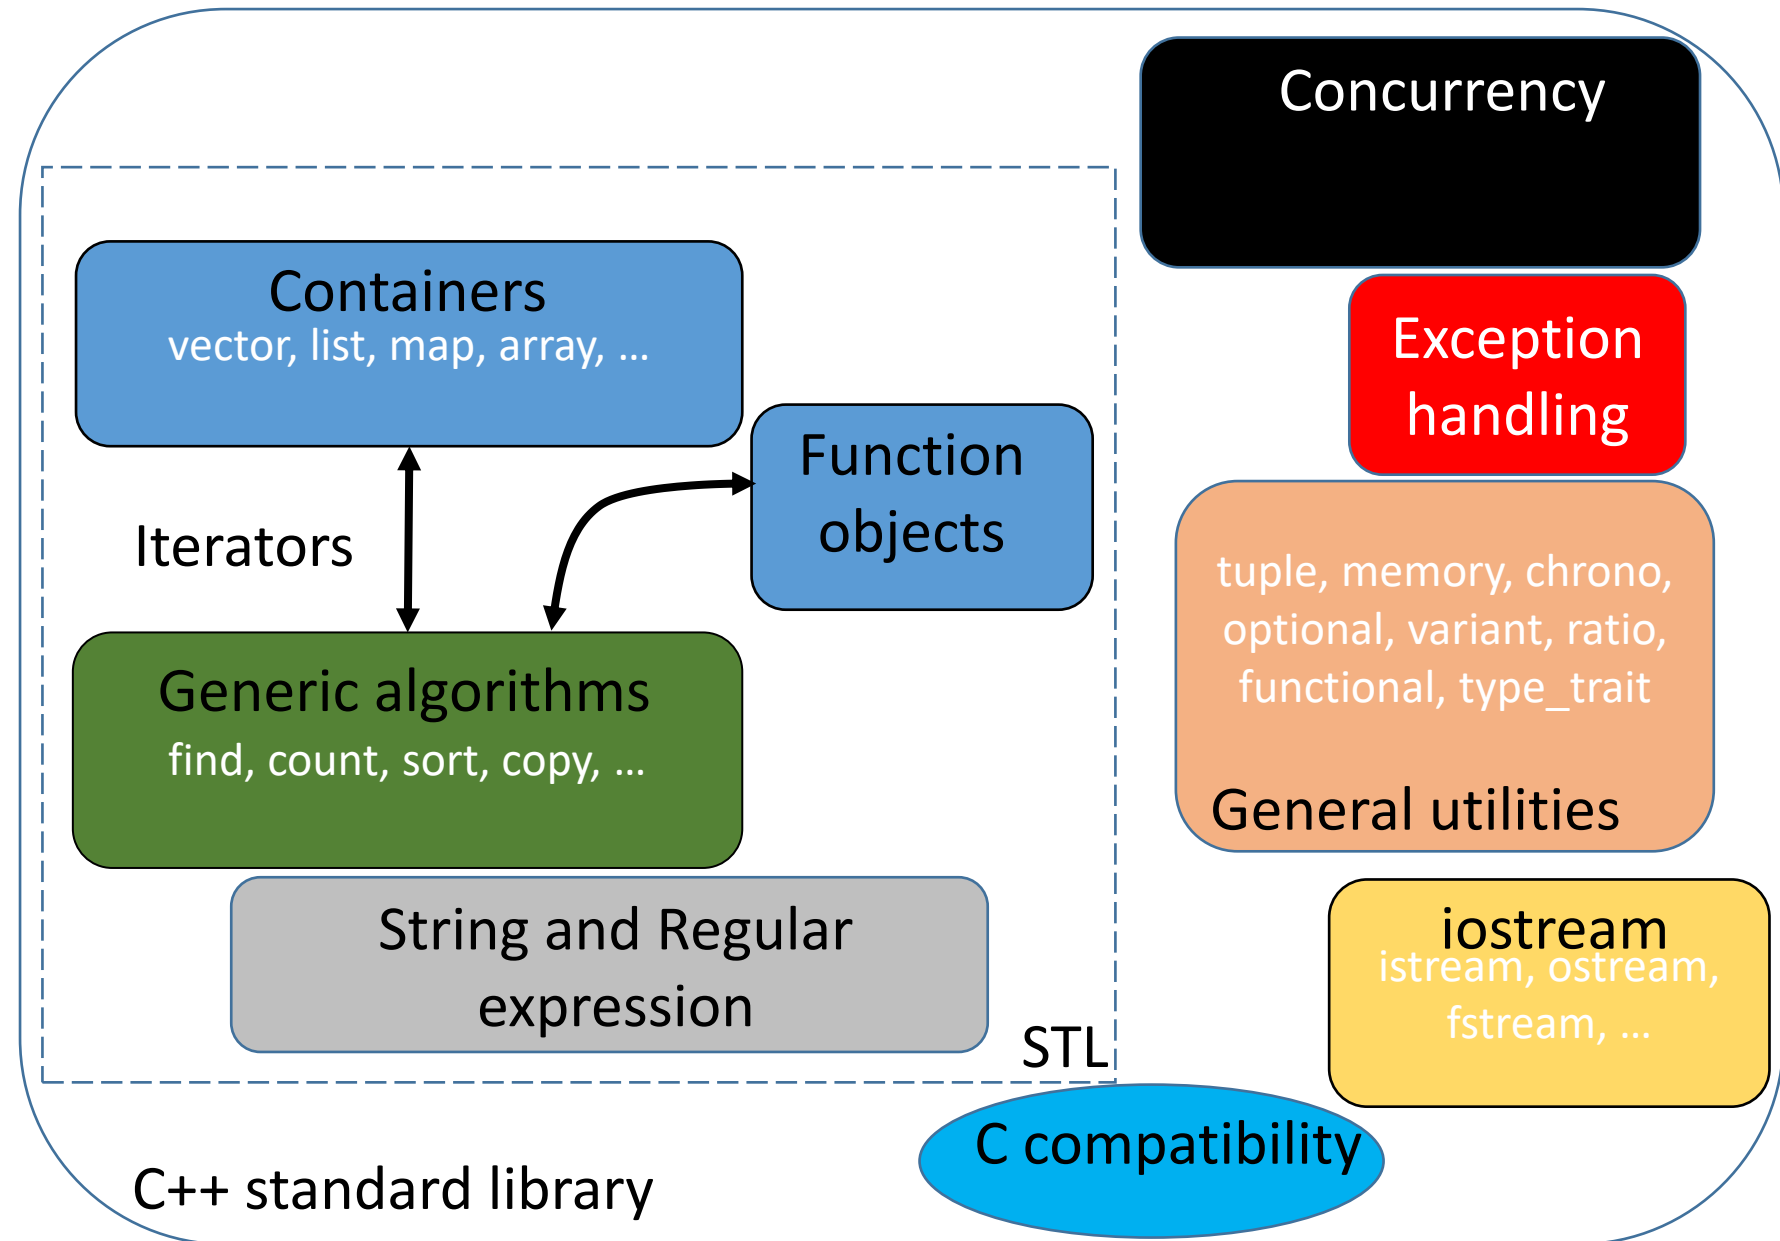 Concurrency
Containers
vector, list, map, array, ...
Exception
handling
Function
objects
Iterators
tuple, memory, chrono,
optional, variant, ratio,
functional, type_trait
General utilities
Generic algorithms
find, count, sort, copy, ...
String and Regular
expression
STL
iostream
istream, ostream,
fstream, ...
C compatibility
C++ standard library